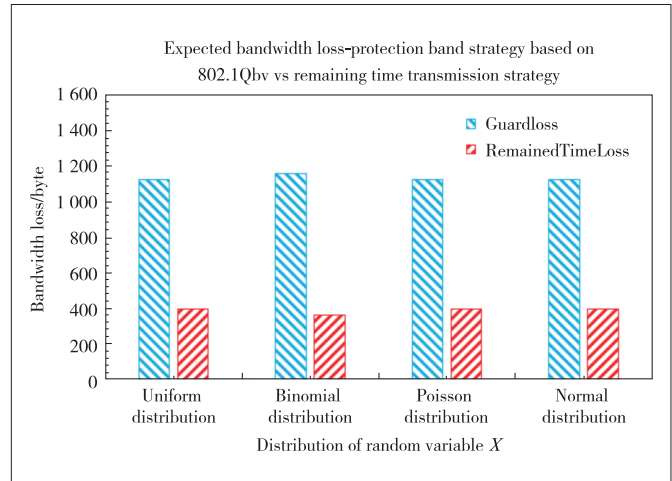 Expected bandwidth loss-protection band strategy based on
802.1Qbv vs remaining time transmission strategy
1 600
1 400
1 200
1 000
800
600
400
200
0
Bandwidth loss/byte
Guardloss
RemainedTimeLoss
Uniform
distribution
Binomial
distribution
Poisson
distribution
Normal
distribution
Distribution of random variable X